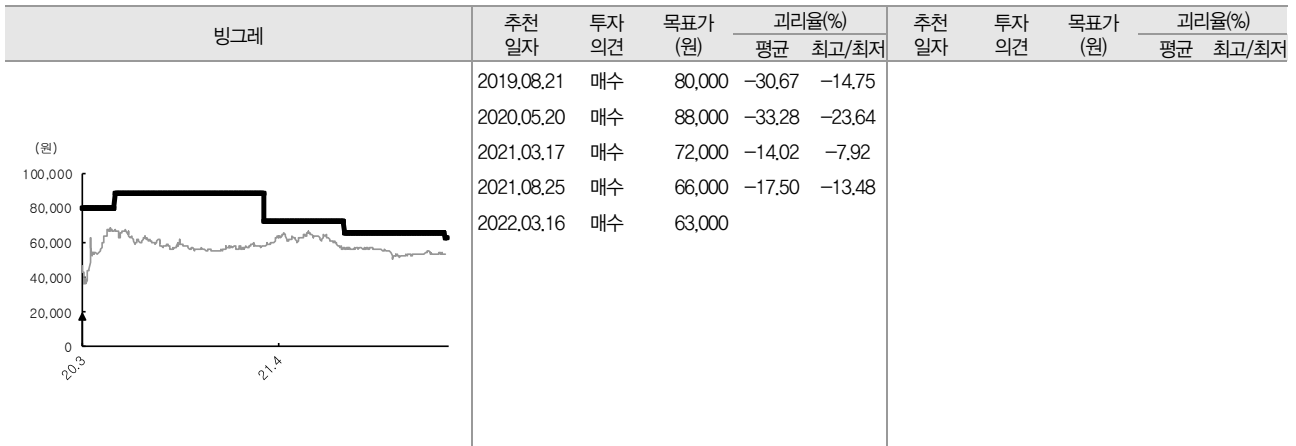 빙그레 추천 투자 목표가 괴리율(%) 추천 투자 목표가 괴리율(%)
일자 의견 (원) 평균 최고/최저 일자 의견 (원) 평균 최고/최저
2019.08.21 매수 80,000 -30.67 -14.75
2020.05.20 매수 88,000 -33.28 -23.64
2021.03.17 매수 72,000 -14.02 -7.92
2021.08.25 매수 66,000 -17.50 -13.48
2022.03.16 매수 63,000
(원)
100,000
80,000
60,000
40,000
20,000
0
20.3 21.4